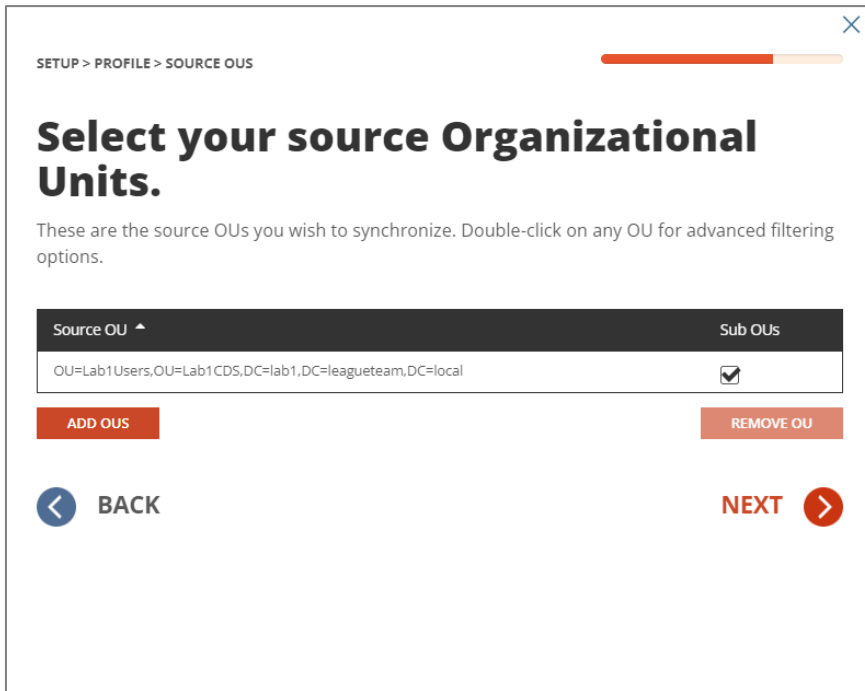 SETUP > PROFILE > SOURCE OUS
Select your source Organizational
Units.
These are the source OUs you wish to synchronize. Double-click on any OU for advanced filtering
options.
Source OU Sub OUs
OU=Lab1Users,OU=Lab1CDS,DC=lab1,DC=leagueteam,DC=local
ADD OUS REMOVE OU
BACK NEXT